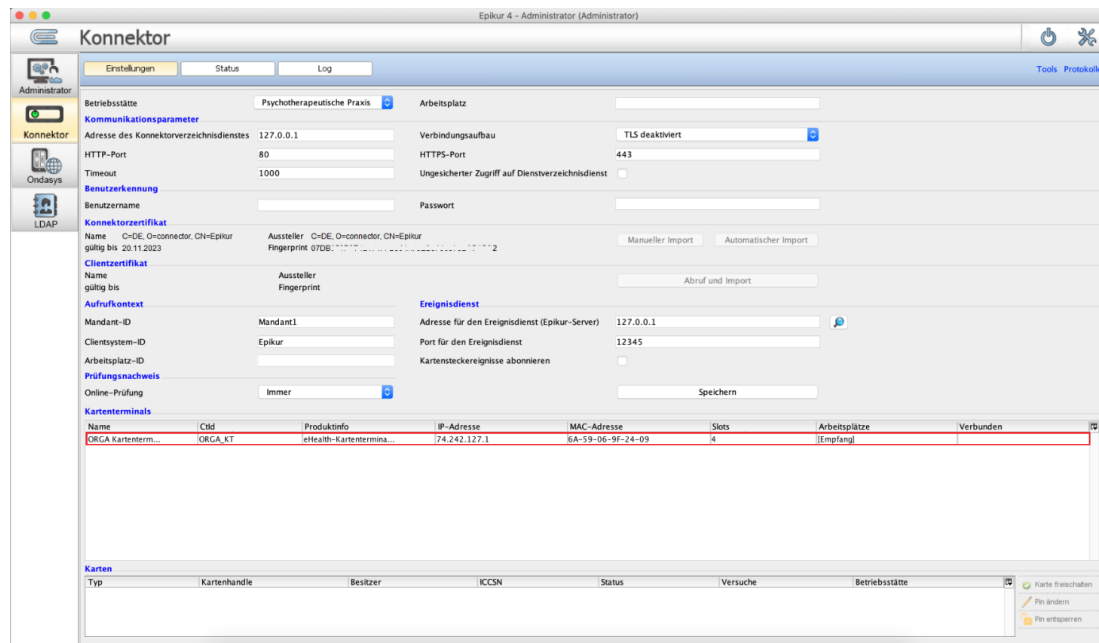 Epikur 4 - Administrator (Administrator)
Konnektor
Administrator
Konnektor
Ondasys
LDAP
Einstellungen Status Log Tools Protokolle
Betriebsstätte Psychotherapeutische Praxis Arbeitsplatz
Kommunikationsparameter
Adresse des Konnektorverzeichnisdienstes 127.0.0.1 Verbindungsaufbau TLS deaktiviert
HTTP-Port 80 HTTPS-Port 443
Timeout 1000 Ungesicherter Zugriff auf Dienstverzeichnisdienst
Benutzerkennung
Benutzername Passwort
Konnektorzertifikat
Name C=DE, O=connector, CN=Epikur Aussteller C=DE, O=connector, CN=Epikur
gültig bis 20.11.2023 Fingerprint
Manueller Import Automatischer Import
Clientzertifikat
Name Aussteller
gültig bis Fingerprint
Abruf und Import
Aufrufkontext Ereignisdienst
Mandant-ID Mandant1 Adresse für den Ereignisdienst (Epikur-Server) 127.0.0.1
Clientsystem-ID Epikur Port für den Ereignisdienst 12345
Arbeitsplatz-ID Kartensteckereignisse abonnieren
Prüfungsnachweis
Online-Prüfung Immer Speichern
Kartenterminals
Name CtId Produktinfo IP-Adresse MAC-Adresse Slots Arbeitsplätze Verbunden
ORGA Kartenterm... ORGA_KT eHealth-Kartentermina... 74.242.127.1 6A-59-06-9F-24-09 4 [Empfang]
Karten
Typ Kartenhandle Besitzer ICCSN Status Versuche Betriebsstätte
Karte freischalten
Pin ändern
Pin entsperren